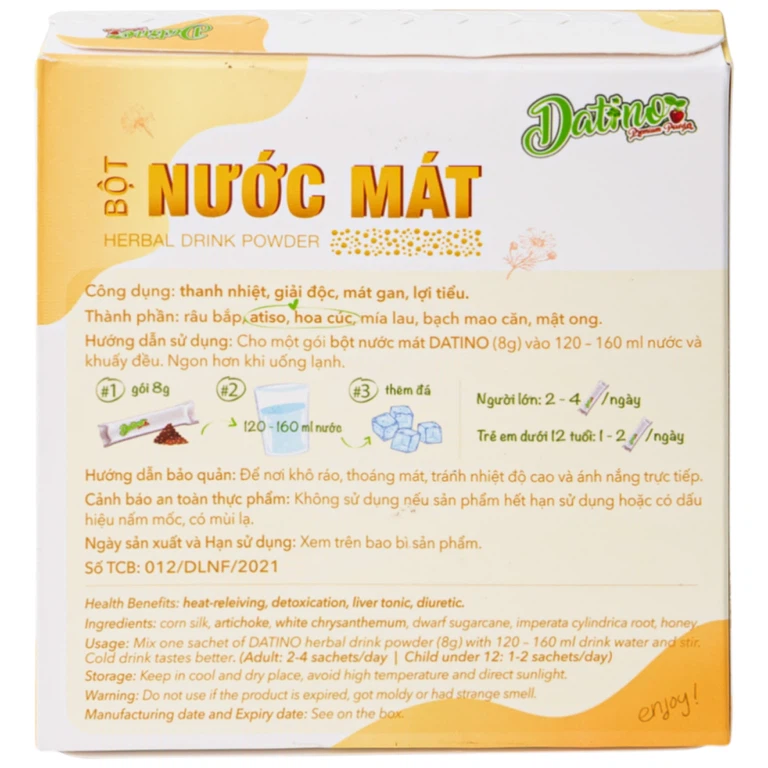 Datino
Datino
Premium Powder
BỘT
NƯỚC MÁT
HERBAL DRINK POWDER
Công dụng: thanh nhiệt, giải độc, mát gan, lợi tiểu.
Thành phần: râu bắp, atiso, hoa cúc, mía lau, bạch mao căn, mật ong.
Hướng dẫn sử dụng: Cho một gói bột nước mát DATINO (8g) vào 120 - 160 ml nước và
khuấy đều. Ngon hơn khi uống lạnh.
#1 gói 8g
#2
#3 thêm đá
120 - 160 ml nước
Người lớn: 2 - 4 /ngày
Trẻ em dưới 12 tuổi: 1 - 2 /ngày
Hướng dẫn bảo quản: Để nơi khô ráo, thoáng mát, tránh nhiệt độ cao và ánh nắng trực tiếp.
Cảnh báo an toàn thực phẩm: Không sử dụng nếu sản phẩm hết hạn sử dụng hoặc có dấu
hiệu nấm mốc, có mùi lạ.
Ngày sản xuất và Hạn sử dụng: Xem trên bao bì sản phẩm.
Số TCB: 012/DLNF/2021
Health Benefits: heat-releiving, detoxication, liver tonic, diuretic.
Ingredients: corn silk, artichoke, white chrysanthemum, dwarf sugarcane, imperata cylindrica root, honey.
Usage: Mix one sachet of DATINO herbal drink powder (8g) with 120 - 160 ml drink water and stir.
Cold drink tastes better. (Adult: 2-4 sachets/day | Child under 12: 1-2 sachets/day)
Storage: Keep in cool and dry place, avoid high temperature and direct sunlight.
Warning: Do not use if the product is expired, got moldy or had strange smell.
Manufacturing date and Expiry date: See on the box.
enjoy!